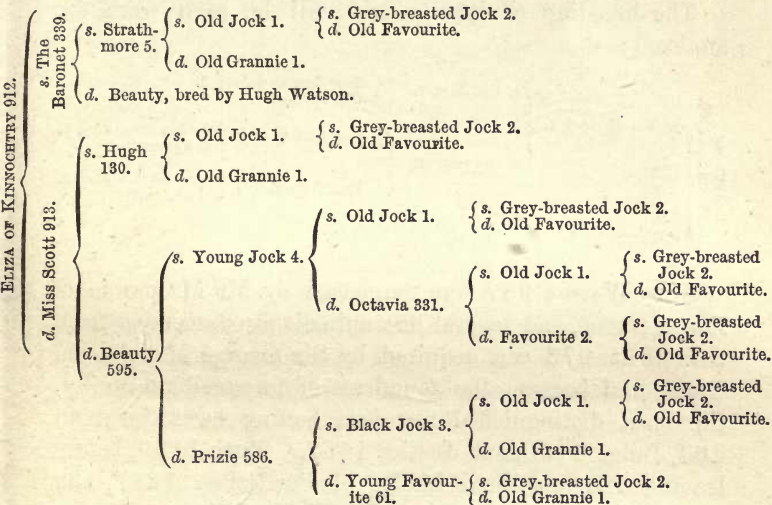 ELIZA OF KINNOCHTRY 912.
s. The
Baronet 339.
s. Strath-
more 5.
s. Old Jock 1.
s. Grey-breasted Jock 2.
d. Old Favourite.
d. Old Grannie 1.
d. Beauty, bred by Hugh Watson.
d. Miss Scott 913.
s. Hugh
130.
s. Old Jock 1.
s. Grey-breasted Jock 2.
d. Old Favourite.
d. Old Grannie 1.
d. Beauty
595.
s. Young Jock 4.
s. Old Jock 1.
s. Grey-breasted Jock 2.
d. Old Favourite.
d. Octavia 331.
s. Old Jock 1.
s. Grey-breasted
Jock 2.
d. Old Favourite.
d. Favourite 2.
s. Grey-breasted
Jock 2.
d. Old Favourite.
d. Prizie 586.
s. Black Jock 3.
s. Old Jock 1.
s. Grey-breasted
Jock 2.
d. Old Favourite.
d. Old Grannie 1.
d. Young Favour-
ite 61.
s. Grey-breasted Jock 2.
d. Old Grannie 1.